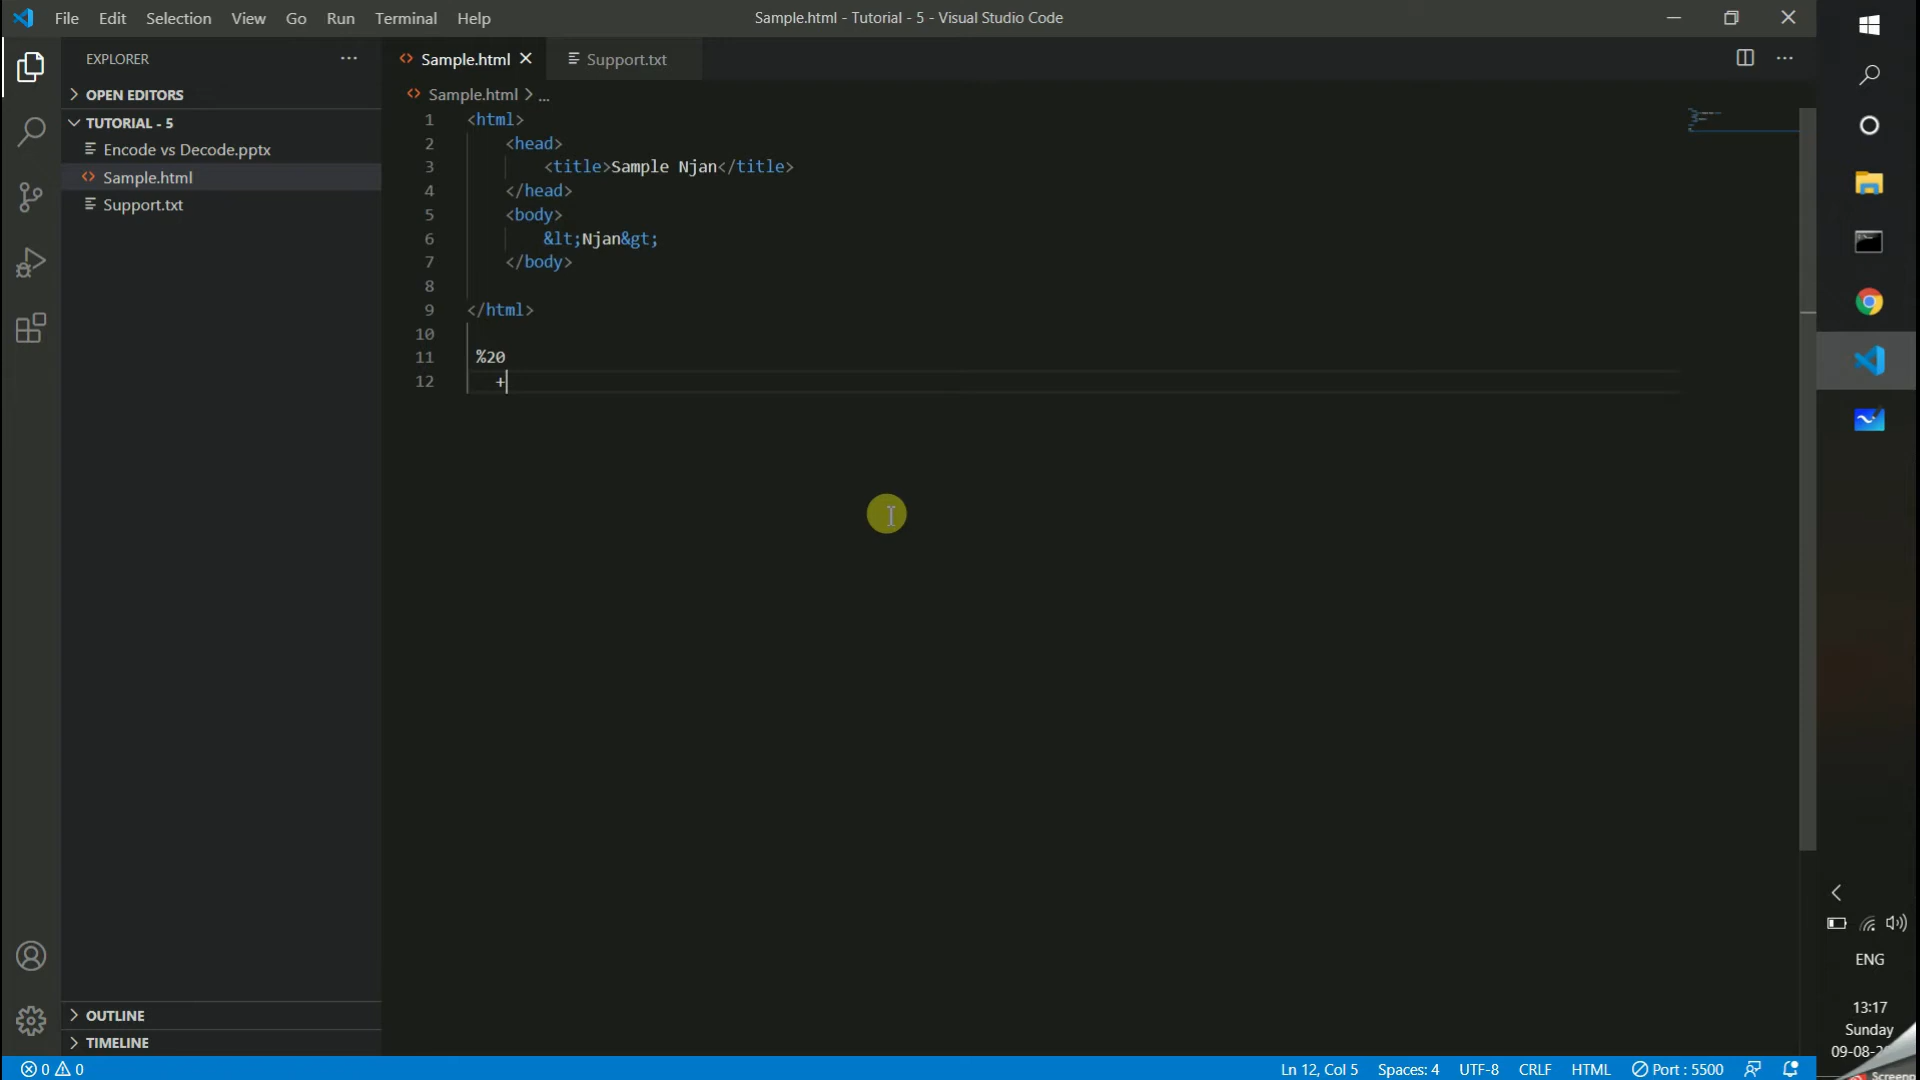 File Edit Selection View Go Run Terminal Help
Sample.html - Tutorial - 5 - Visual Studio Code
EXPLORER
OPEN EDITORS
TUTORIAL - 5
Encode vs Decode.pptx
Sample.html
Support.txt
OUTLINE
TIMELINE
Sample.html
Support.txt
Sample.html > ...
1 <html>
2 <head>
3 <title>Sample Njan</title>
4 </head>
5 <body>
6 &lt;Njan&gt;
7 </body>
8
9 </html>
10
11 %20
12 +
0 0
Ln 12, Col 5 Spaces: 4 UTF-8 CRLF HTML Port : 5500
ENG
13:17
Sunday
09-08-